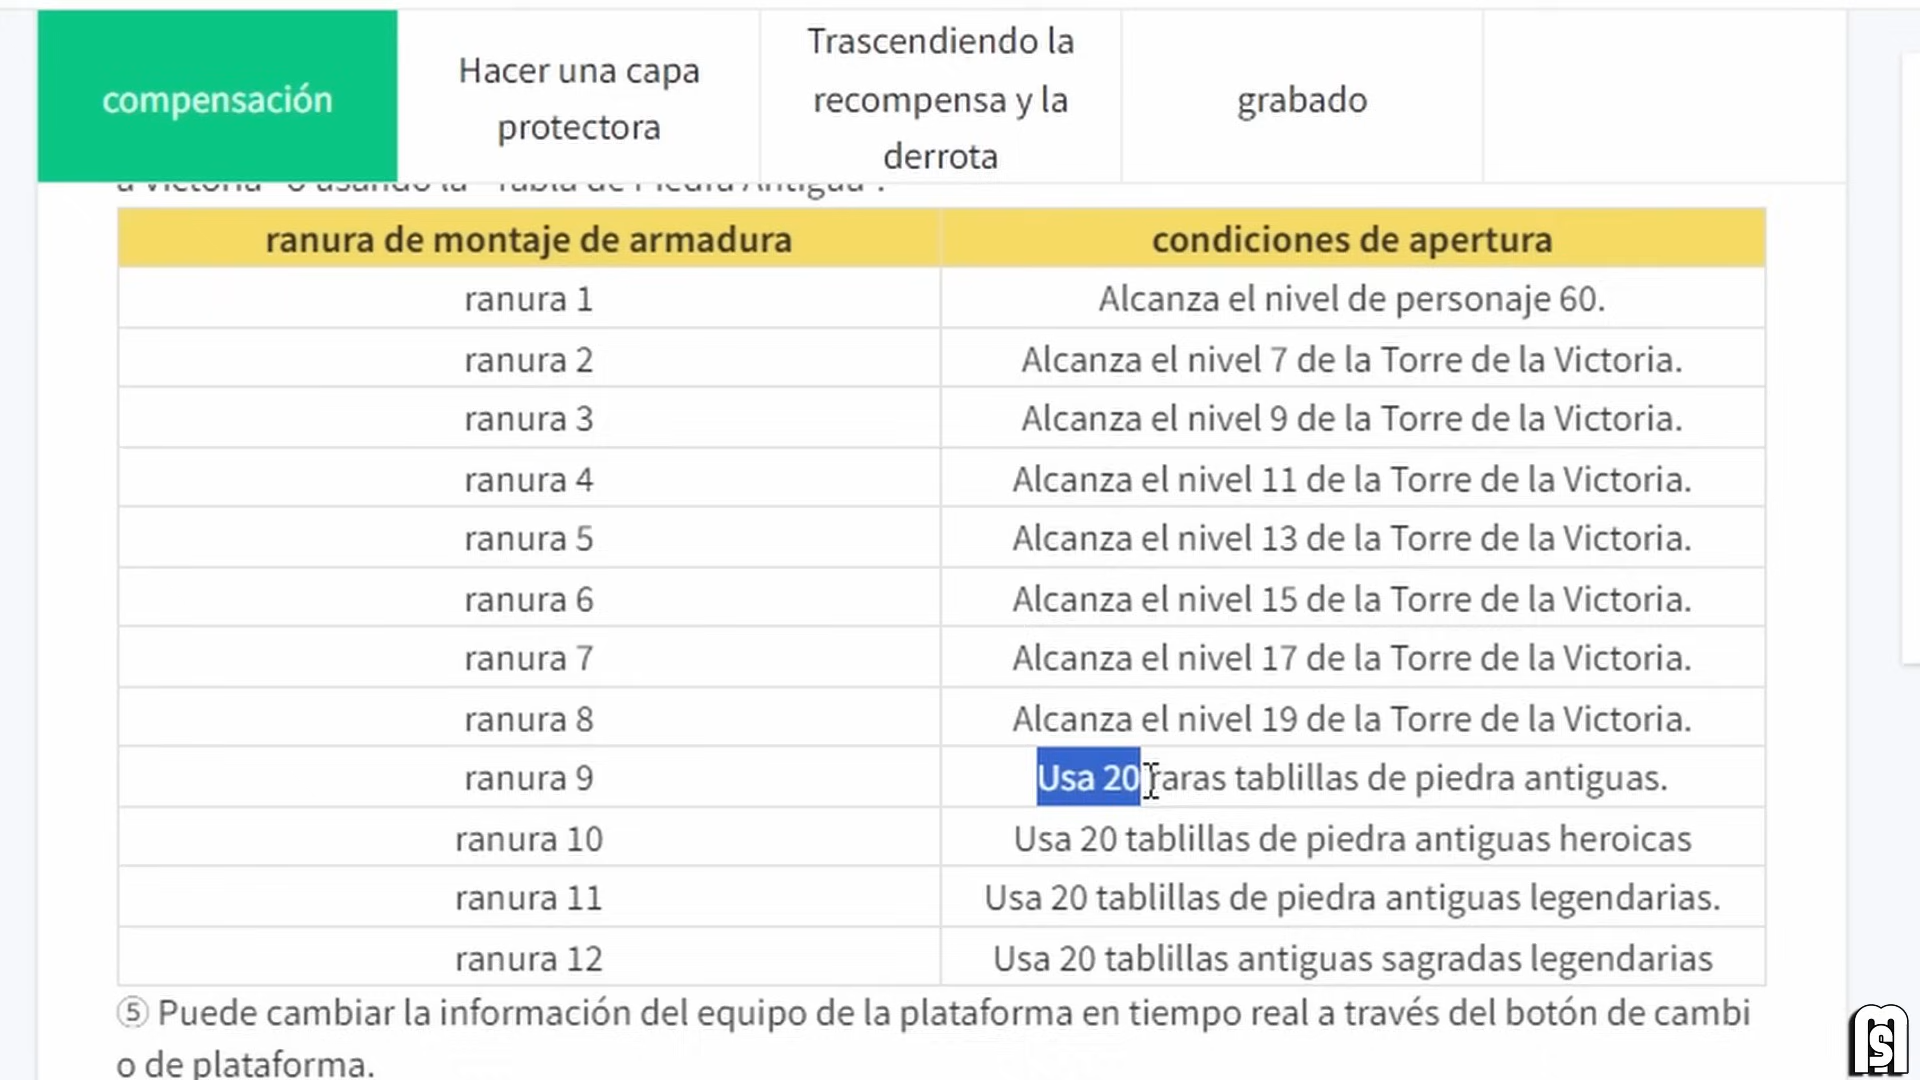 compensación
Hacer una capa
protectora
Trascendiendo la
recompensa y la
derrota
grabado
a Victoria" o usando la "Tabla de Piedra Antigua".
ranura de montaje de armadura condiciones de apertura
ranura 1 Alcanza el nivel de personaje 60.
ranura 2 Alcanza el nivel 7 de la Torre de la Victoria.
ranura 3 Alcanza el nivel 9 de la Torre de la Victoria.
ranura 4 Alcanza el nivel 11 de la Torre de la Victoria.
ranura 5 Alcanza el nivel 13 de la Torre de la Victoria.
ranura 6 Alcanza el nivel 15 de la Torre de la Victoria.
ranura 7 Alcanza el nivel 17 de la Torre de la Victoria.
ranura 8 Alcanza el nivel 19 de la Torre de la Victoria.
ranura 9 Usa 20 raras tablillas de piedra antiguas.
ranura 10 Usa 20 tablillas de piedra antiguas heroicas
ranura 11 Usa 20 tablillas de piedra antiguas legendarias.
ranura 12 Usa 20 tablillas antiguas sagradas legendarias
⑤ Puede cambiar la información del equipo de la plataforma en tiempo real a través del botón de cambi
o de plataforma.